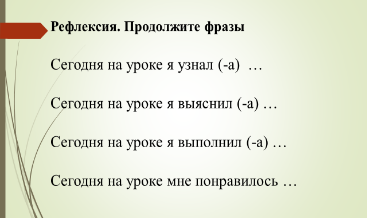 Рефлексия. Продолжите фразы
Сегодня на уроке я узнал (-а) …
Сегодня на уроке я выяснил (-а) …
Сегодня на уроке я выполнил (-а) …
Сегодня на уроке мне понравилось …